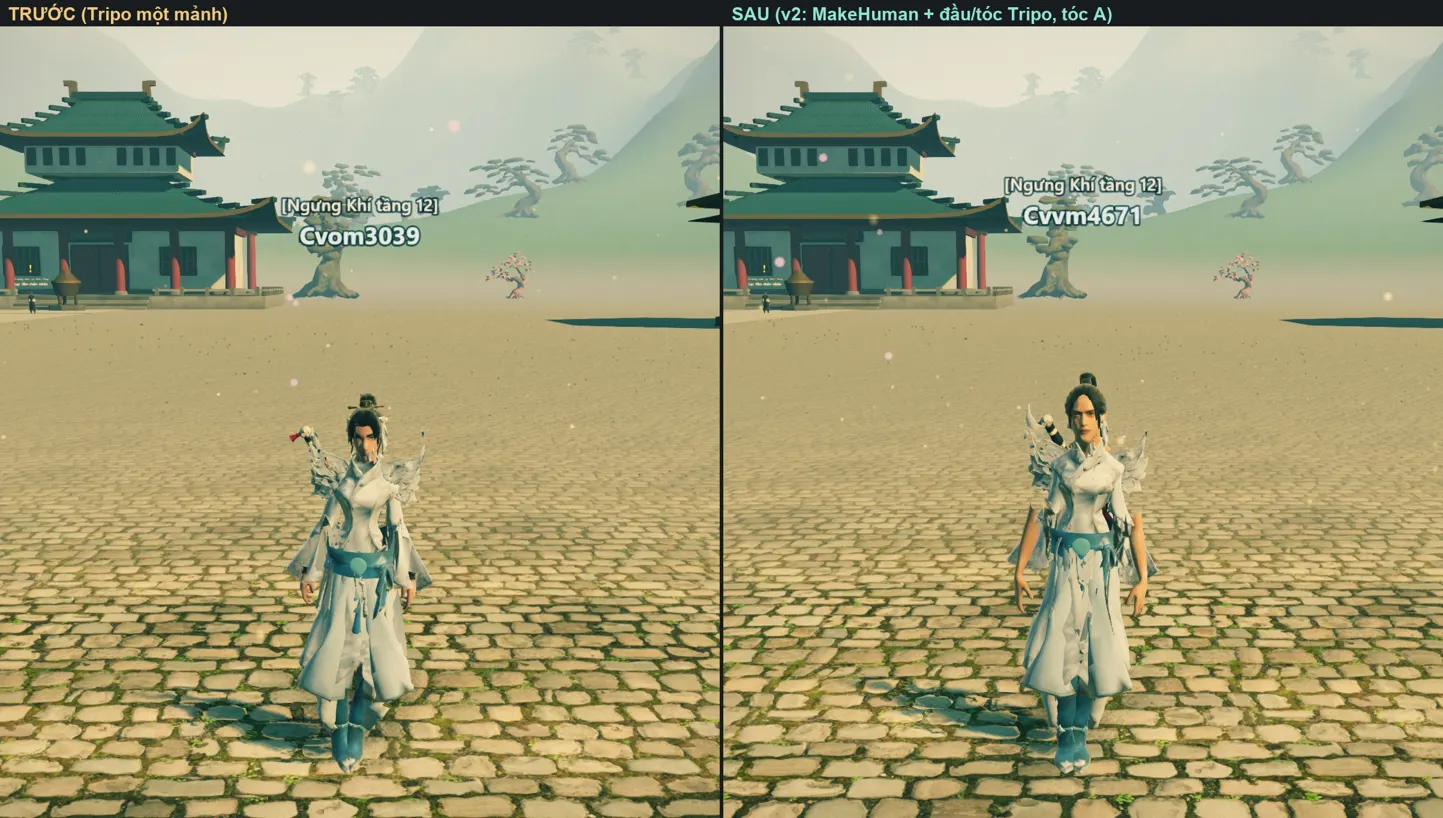 TRƯỚC (Tripo một mảnh)
[Ngưng Khí tầng 12]
Cvom3039
SAU (v2: MakeHuman + đầu/tóc Tripo, tóc A)
[Ngưng Khí tầng 12]
Cvvm4671